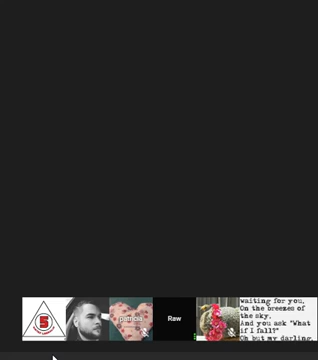 5
patricia
Raw
waiting for you,
On the breezes of
the sky,
And you ask "What
if I fall?"
Oh but my darling,